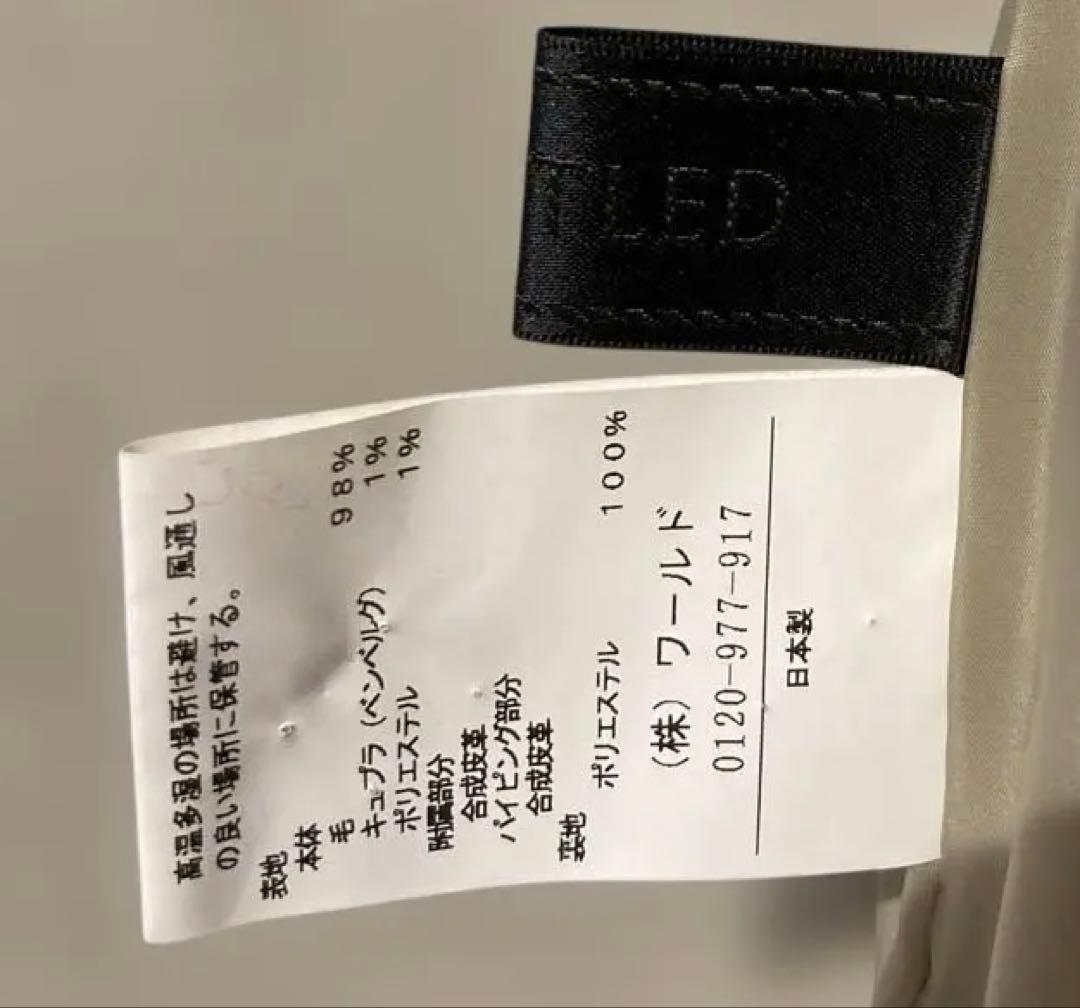 LED
高温多湿の場所は避け、風通し
の良い場所に保管する。
表地
本体
毛 98%
キュプラ (ベンベルグ) 1%
ポリエステル 1%
附属部分
合成皮革
パイピング部分
合成皮革
裏地
ポリエステル 100%
(株) ワールド
0120-977-917
日本製